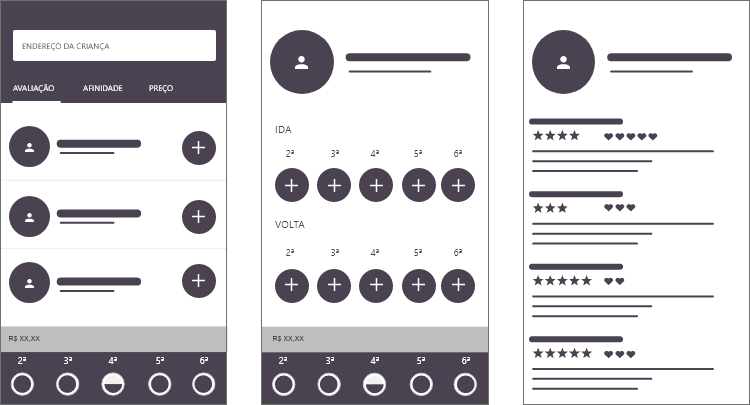 ENDEREÇO DA CRIANÇA
AVALIAÇÃO AFINIDADE PREÇO
R$ XX,XX
2ª 3ª 4ª 5ª 6ª
IDA
2ª 3ª 4ª 5ª 6ª
VOLTA
2ª 3ª 4ª 5ª 6ª
R$ XX,XX
2ª 3ª 4ª 5ª 6ª